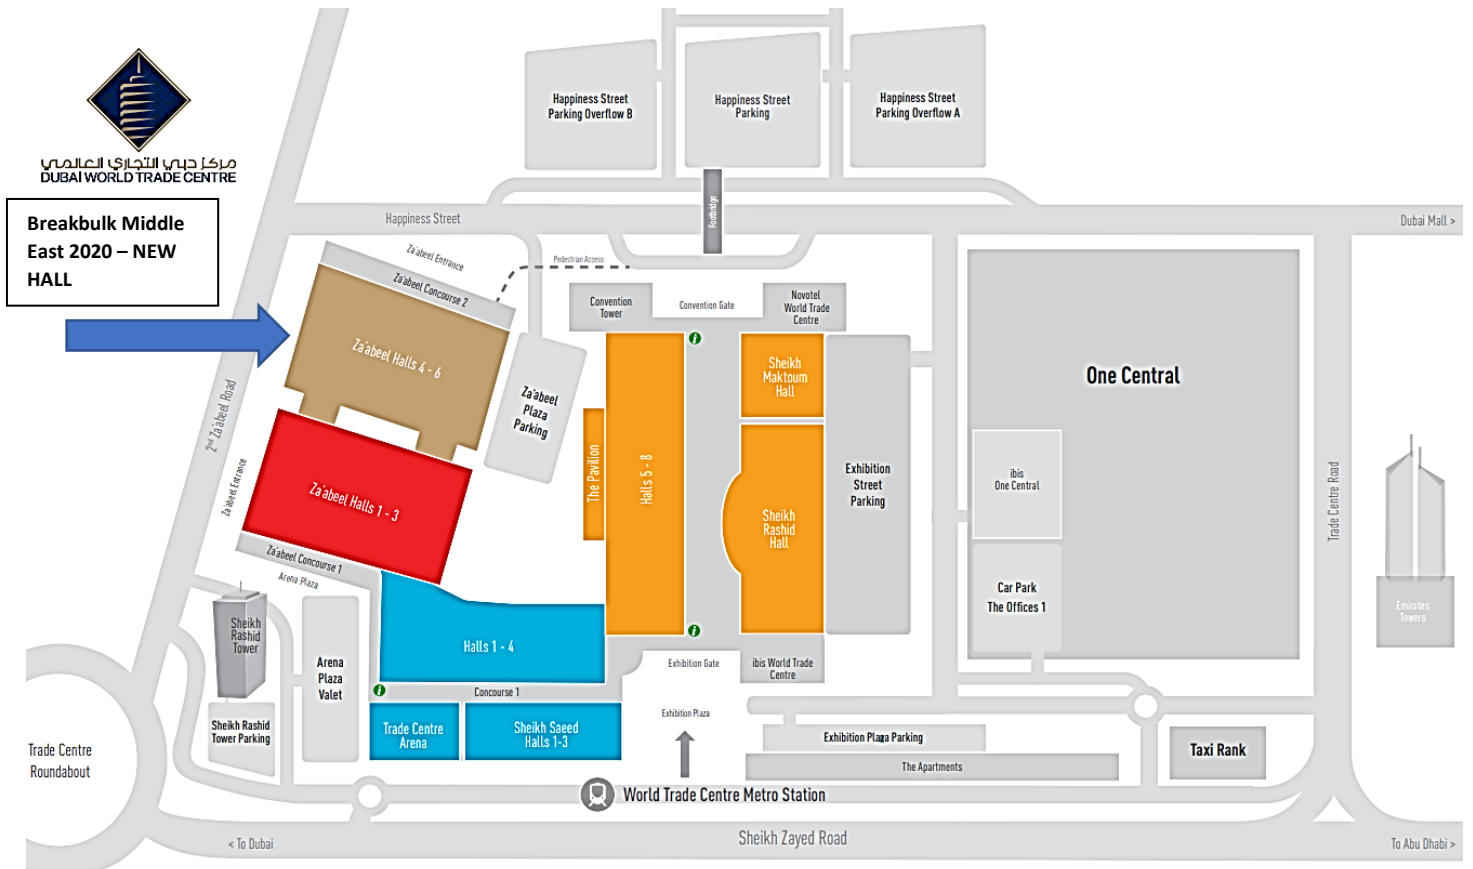 مركز دبي التجاري العالمي
DUBAI WORLD TRADE CENTRE
Breakbulk Middle
East 2020 – NEW
HALL
Happiness Street
Parking Overflow B
Happiness Street
Parking
Happiness Street
Parking Overflow A
Footbridge
Happiness Street
Dubai Mall >
Za'abeel Entrance
Za'abeel Concourse 2
Pedestrian Access
Convention
Tower
Convention Gate
Novotel
World Trade
Centre
Za'abeel Halls 4 - 6
Za'abeel
Plaza
Parking
Sheikh
Maktoum
Hall
One Central
2nd Za'abeel Road
Za'abeel Entrance
Za'abeel Halls 1 - 3
The Pavilion
Halls 5 - 8
Sheikh
Rashid
Hall
Exhibition
Street
Parking
ibis
One Central
Trade Centre Road
Za'abeel Concourse 1
Arena Plaza
Car Park
The Offices 1
Emirates
Towers
Sheikh
Rashid
Tower
Halls 1 - 4
Arena
Plaza
Valet
Exhibition Gate
ibis World Trade
Centre
Concourse 1
Sheikh Rashid
Tower Parking
Trade Centre
Arena
Sheikh Saeed
Halls 1-3
Exhibition Plaza
Exhibition Plaga Parking
Taxi Rank
Trade Centre
Roundabout
The Apartments
World Trade Centre Metro Station
Sheikh Zayed Road
< To Dubai
To Abu Dhabi >